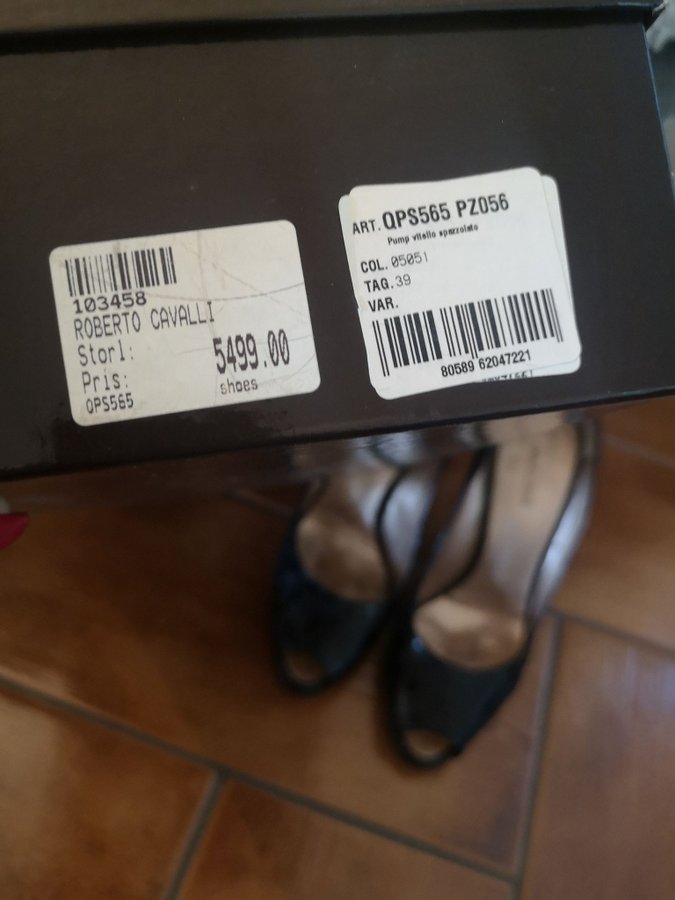 103458
ROBERTO CAVALLI
Storl:
Pris: 5499.00
QPS565 shoes
ART. QPS565 PZ056
Pump vitello spazzolato
COL. 05051
TAG. 39
VAR.
80589 62047221